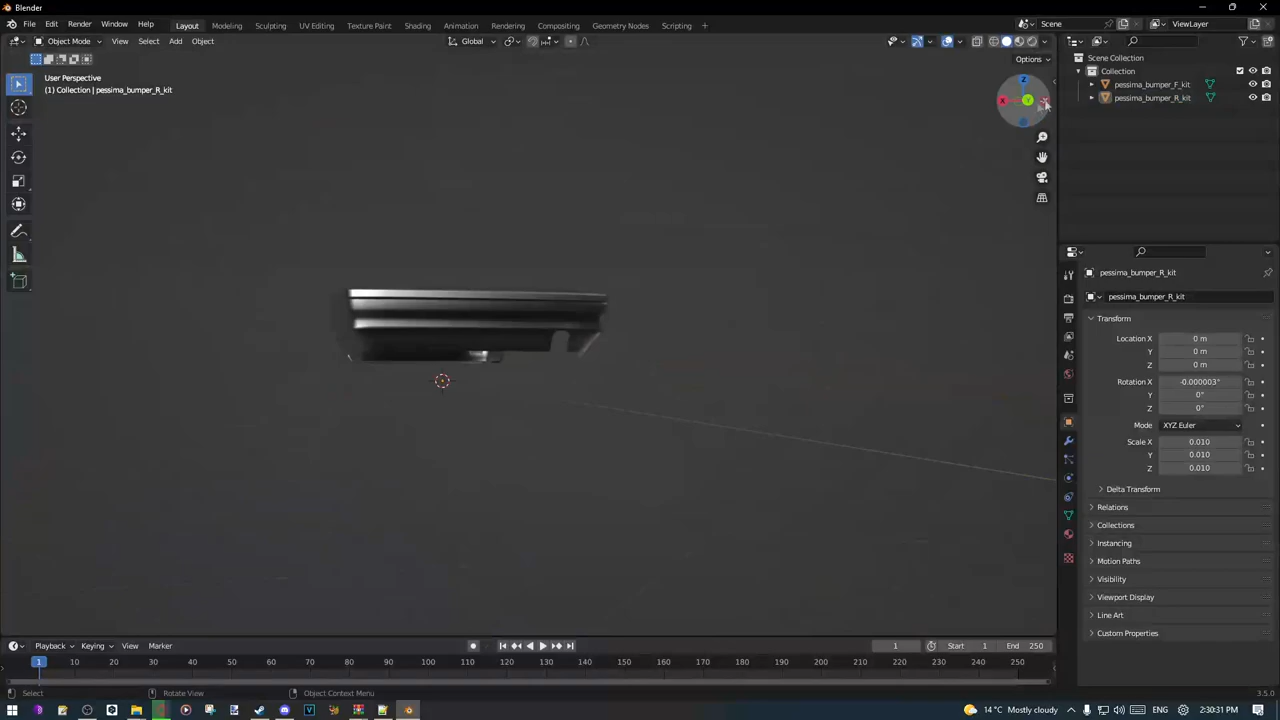 Blender
File Edit Render Window Help
Layout Modeling Sculpting UV Editing Texture Paint Shading Animation Rendering Compositing Geometry Nodes Scripting +
Scene
ViewLayer
Object Mode View Select Add Object
Global
Options
User Perspective
(1) Collection | pessima_bumper_R_kit
X Y Z
Scene Collection
Collection
pessima_bumper_F_kit
pessima_bumper_R_kit
pessima_bumper_R_kit
pessima_bumper_R_kit
Transform
Location X 0 m
Y 0 m
Z 0 m
Rotation X -0.000003°
Y 0°
Z 0°
Mode XYZ Euler
Scale X 0.010
Y 0.010
Z 0.010
Delta Transform
Relations
Collections
Instancing
Motion Paths
Visibility
Viewport Display
Line Art
Custom Properties
Playback Keying View Marker
1 Start 1 End 250
1 10 20 30 40 50 60 70 80 90 100 110 120 130 140 150 160 170 180 190 200 210 220 230 240 250
Select Rotate View Object Context Menu
3.5.0
14°C Mostly cloudy ENG 2:30:31 PM